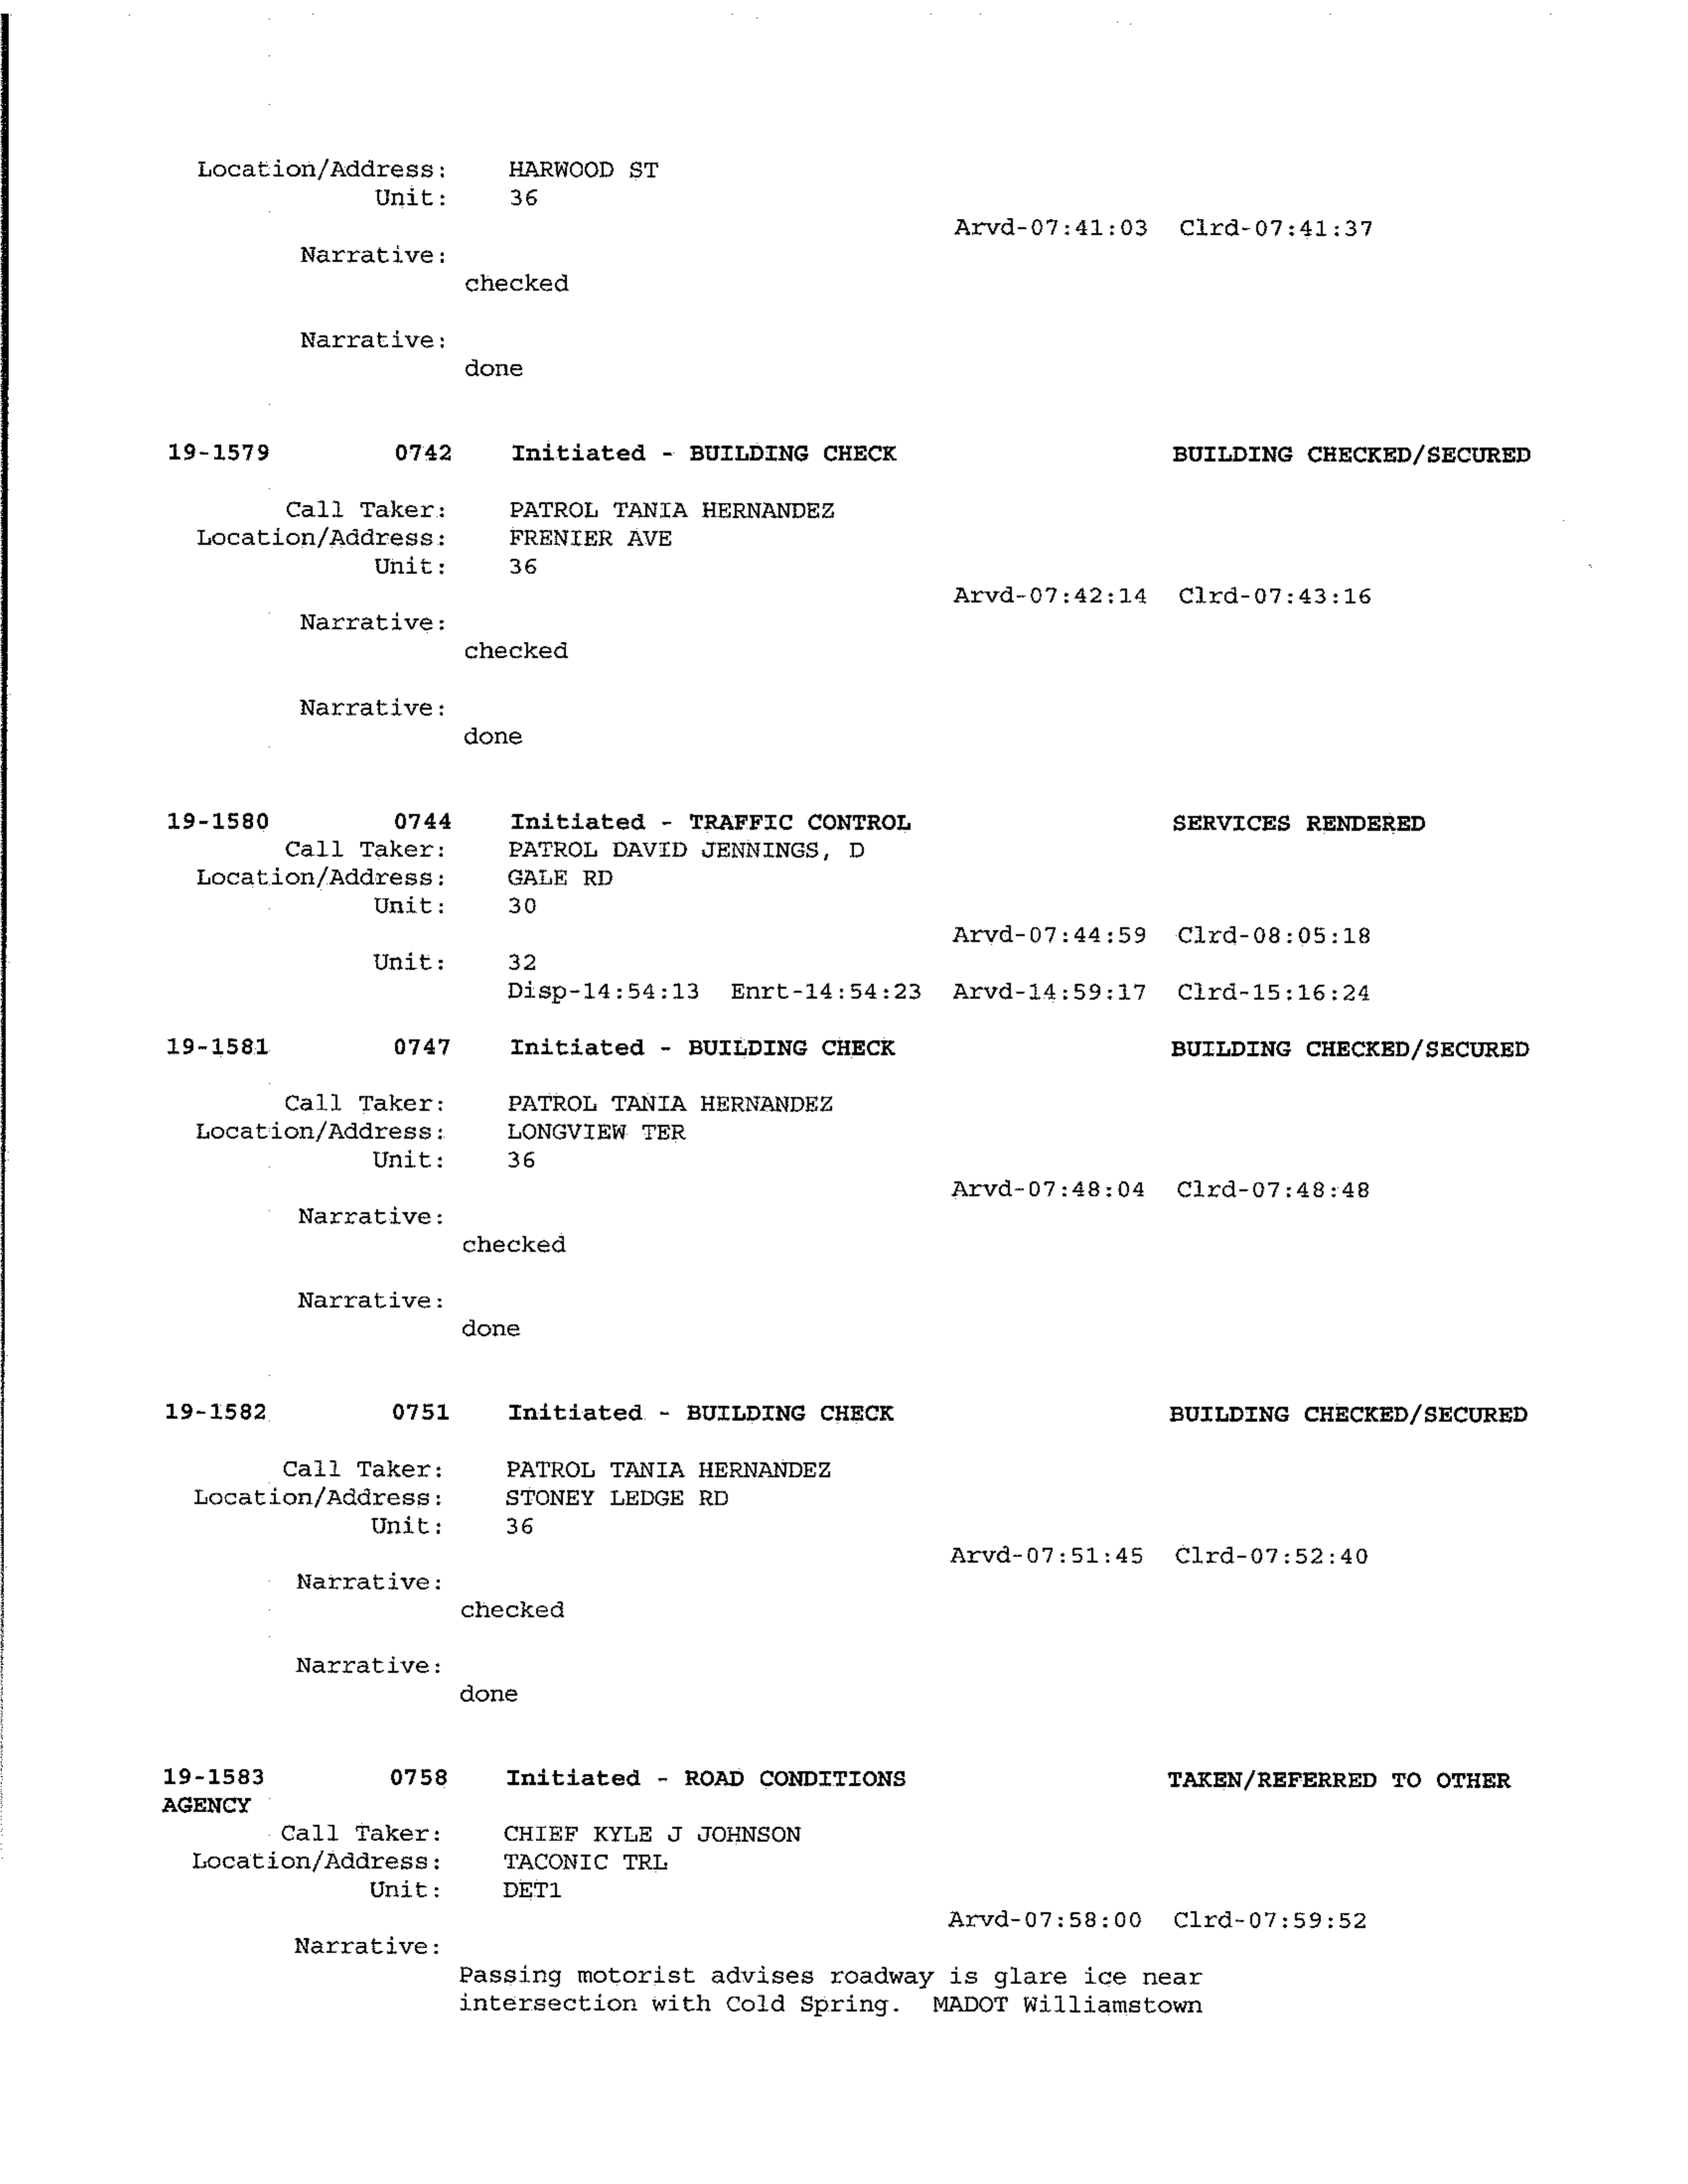 Location/Address: HARWOOD ST
Unit: 36
Arvd-07:41:03 Clrd-07:41:37
Narrative:
checked
Narrative:
done
19-1579 0742 Initiated - BUILDING CHECK BUILDING CHECKED/SECURED
Call Taker: PATROL TANIA HERNANDEZ
Location/Address: FRENIER AVE
Unit: 36
Arvd-07:42:14 Clrd-07:43:16
Narrative:
checked
Narrative:
done
19-1580 0744 Initiated - TRAFFIC CONTROL SERVICES RENDERED
Call Taker: PATROL DAVID JENNINGS, D
Location/Address: GALE RD
Unit: 30
Arvd-07:44:59 Clrd-08:05:18
Unit: 32
Disp-14:54:13 Enrt-14:54:23 Arvd-14:59:17 Clrd-15:16:24
19-1581 0747 Initiated - BUILDING CHECK BUILDING CHECKED/SECURED
Call Taker: PATROL TANIA HERNANDEZ
Location/Address: LONGVIEW TER
Unit: 36
Arvd-07:48:04 Clrd-07:48:48
Narrative:
checked
Narrative:
done
19-1582 0751 Initiated - BUILDING CHECK BUILDING CHECKED/SECURED
Call Taker: PATROL TANIA HERNANDEZ
Location/Address: STONEY LEDGE RD
Unit: 36
Arvd-07:51:45 Clrd-07:52:40
Narrative:
checked
Narrative:
done
19-1583 0758 Initiated - ROAD CONDITIONS TAKEN/REFERRED TO OTHER
AGENCY
Call Taker: CHIEF KYLE J JOHNSON
Location/Address: TACONIC TRL
Unit: DET1
Arvd-07:58:00 Clrd-07:59:52
Narrative:
Passing motorist advises roadway is glare ice near
intersection with Cold Spring. MADOT Williamstown